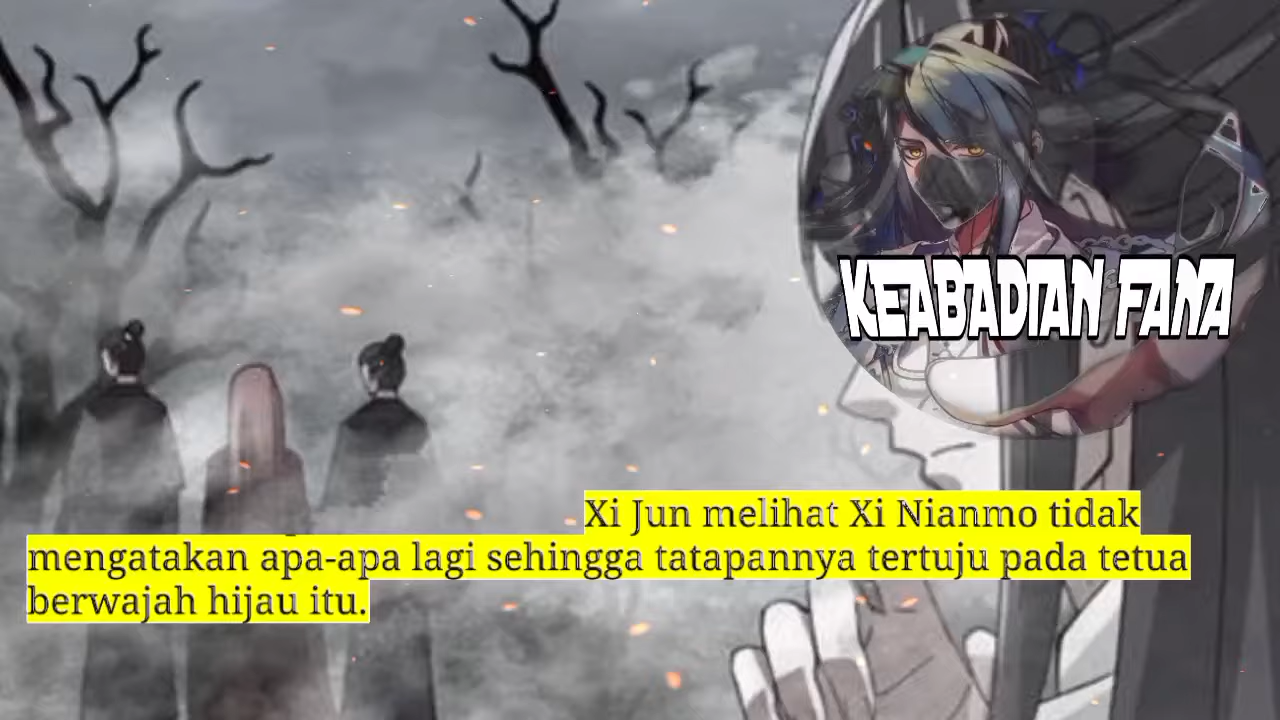 KEABADIAN FANA
Xi Jun melihat Xi Nianmo tidak
mengatakan apa-apa lagi sehingga tatapannya tertuju pada tetua
berwajah hijau itu.